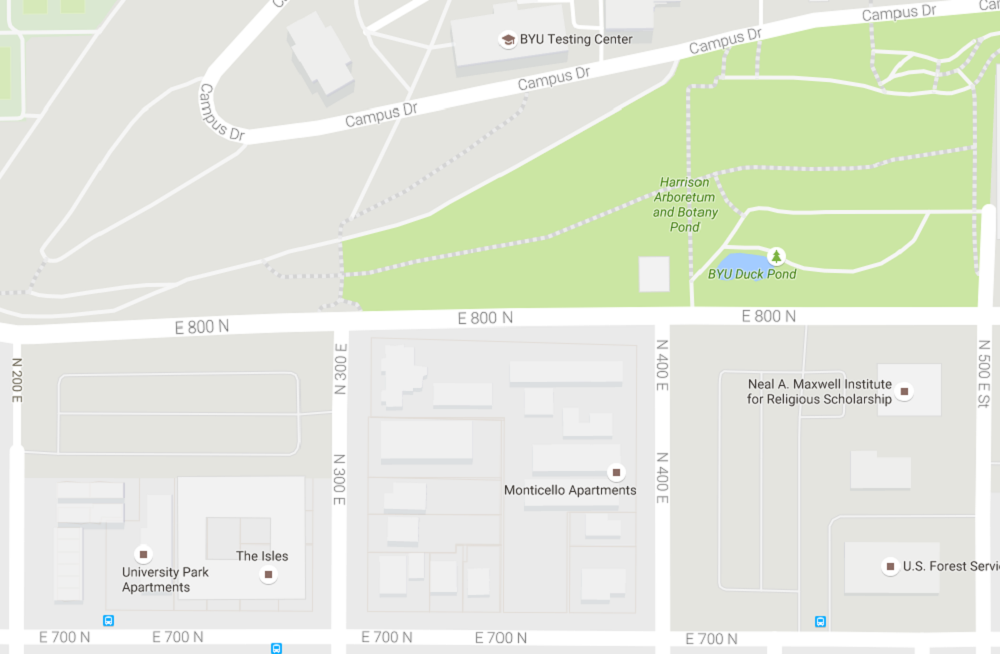 Ca
Campus Dr
C
BYU Testing Center
Campus Dr
Campus Dr
Campus Dr
Campus Dr
Harrison
Arboretum
and Botany
Pond
BYU Duck Pond
E 800 N
E 800 N
E 800 N
N 200 E
N 300 E
N 400 E
N 500 E St
Neal A. Maxwell Institute
for Religious Scholarship
N 300 E
N 400 E
Monticello Apartments
The Isles
University Park
Apartments
U.S. Forest Servi
E 700 N
E 700 N
E 700 N
E 700 N
E 700 N